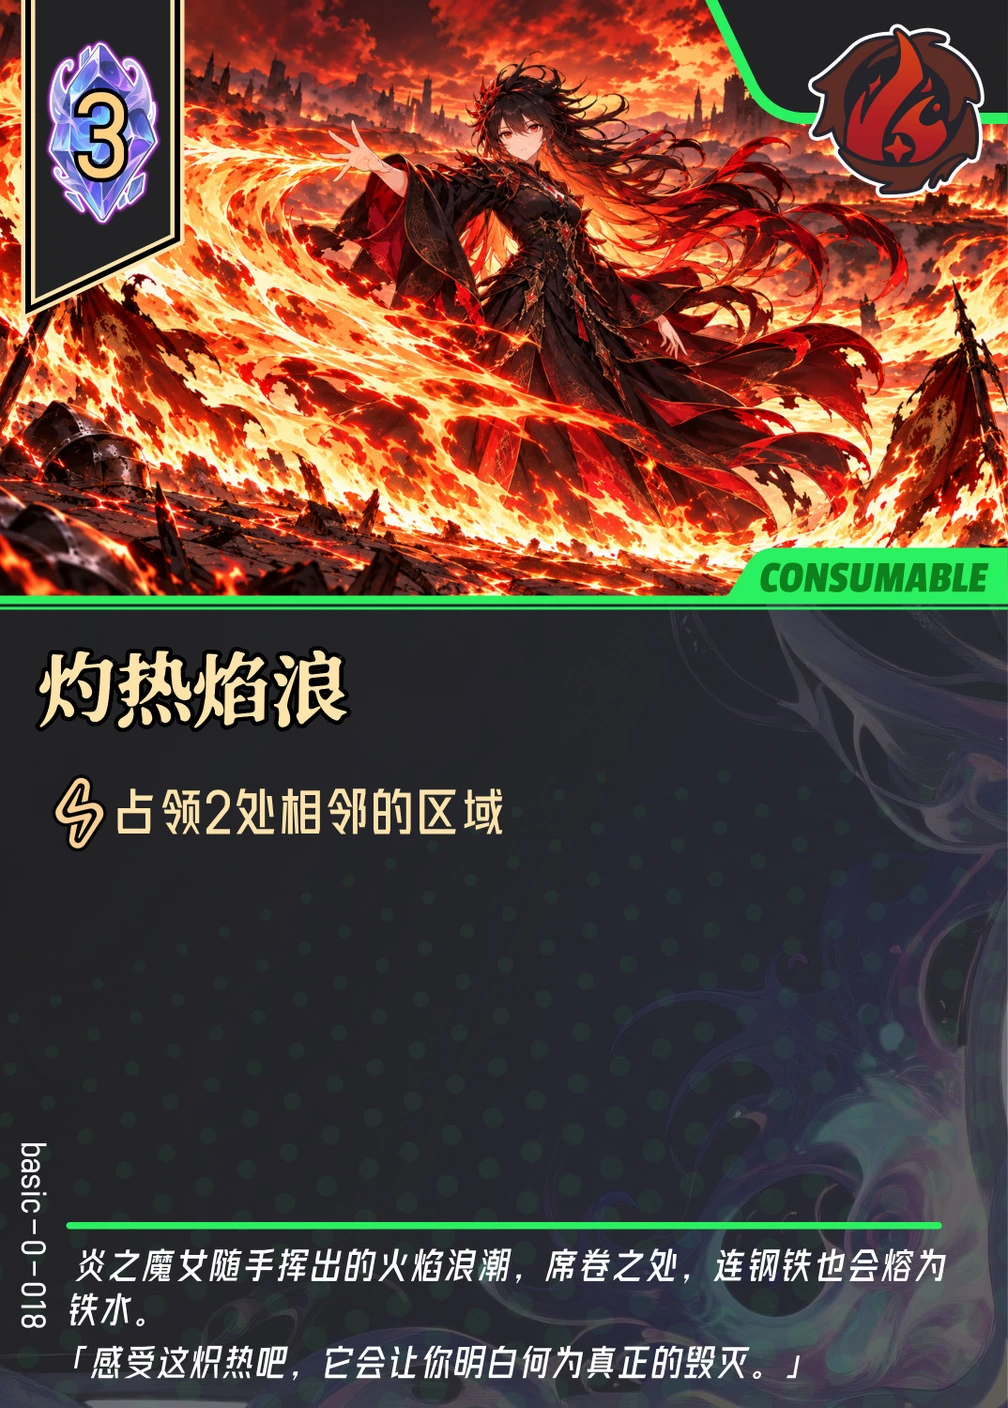 3
CONSUMABLE
灼热焰浪
占领2处相邻的区域
basic-0-018
炎之魔女随手挥出的火焰浪潮，席卷之处，连钢铁也会熔为
铁水。
「感受这炽热吧，它会让你明白何为真正的毁灭。」